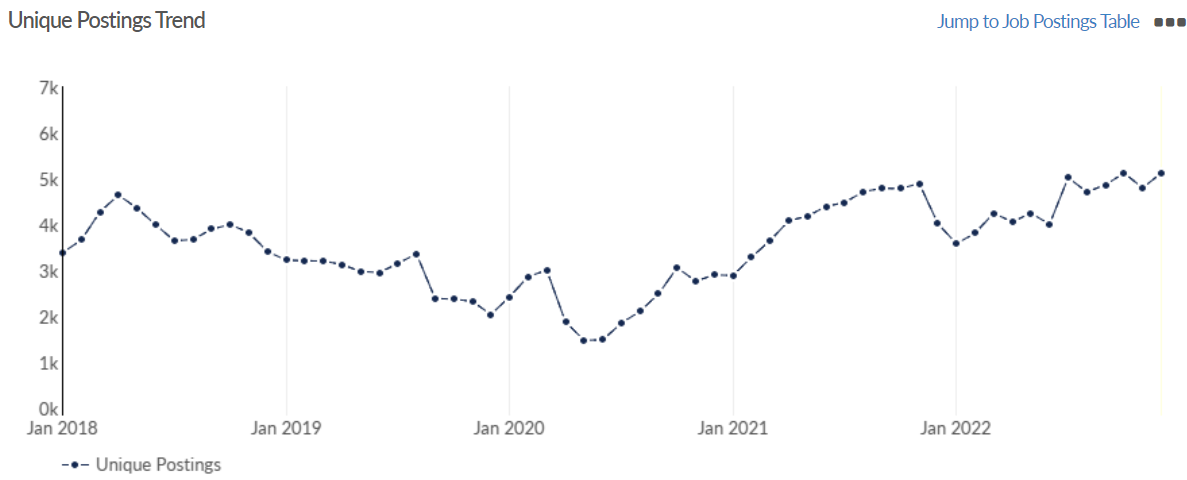 Unique Postings Trend
Jump to Job Postings Table
7k
6k
5k
4k
3k
2k
1k
0k
Jan 2018 Jan 2019 Jan 2020 Jan 2021 Jan 2022
Unique Postings